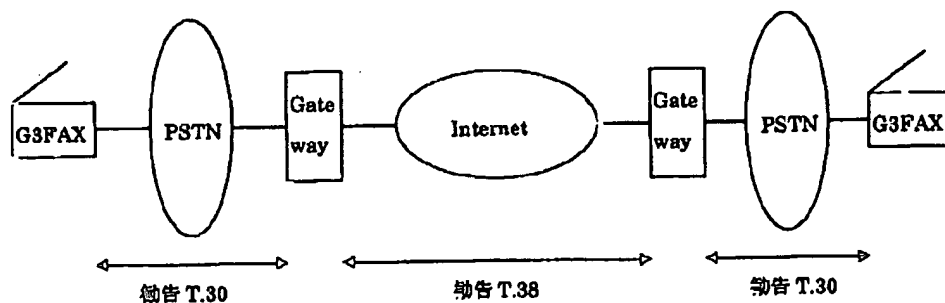 G3FAX
PSTN
Gate
way
Internet
Gate
way
PSTN
G3FAX
勧告 T.30
勧告 T.38
勧告 T.30